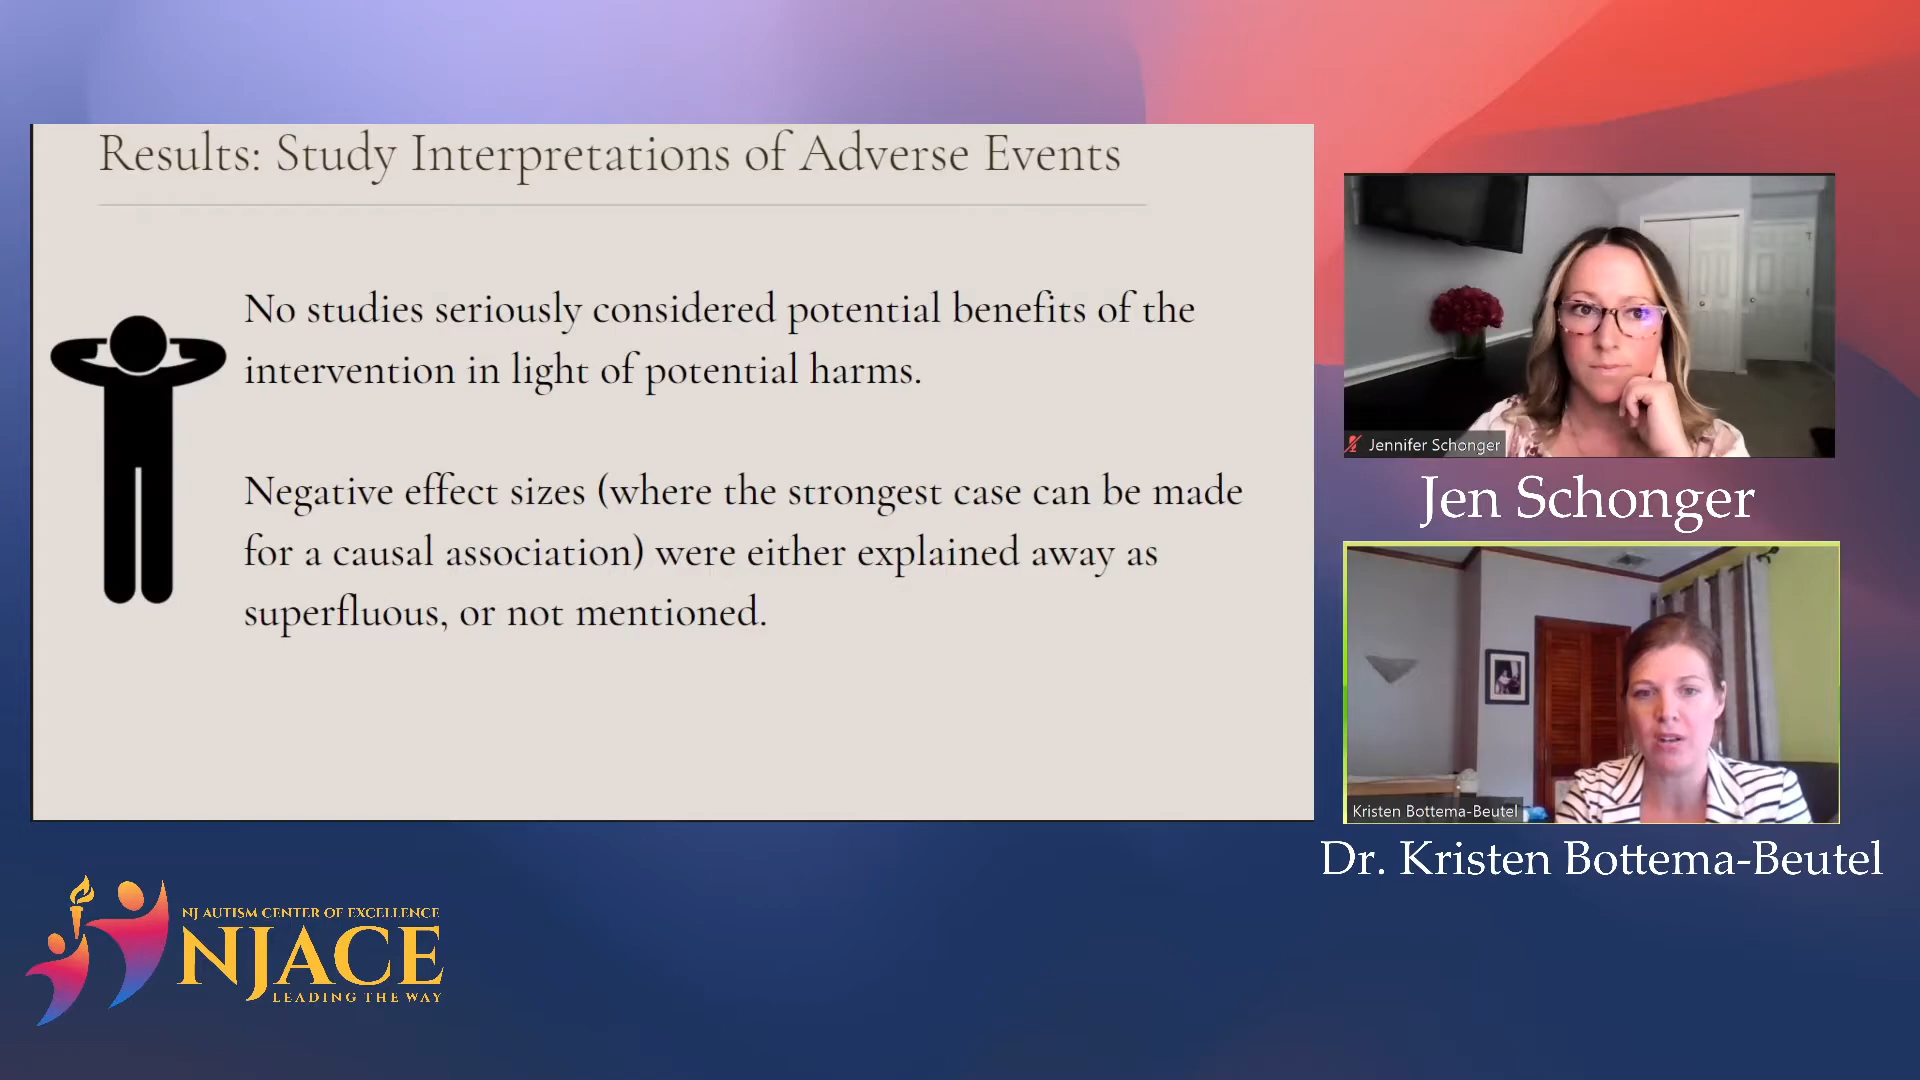 Results: Study Interpretations of Adverse Events
No studies seriously considered potential benefits of the
intervention in light of potential harms.
Negative effect sizes (where the strongest case can be made
for a causal association) were either explained away as
superfluous, or not mentioned.
Jennifer Schonger
Jen Schonger
Kristen Bottema-Beutel
Dr. Kristen Bottema-Beutel
NJ AUTISM CENTER OF EXCELLENCE
NJACE
LEADING THE WAY